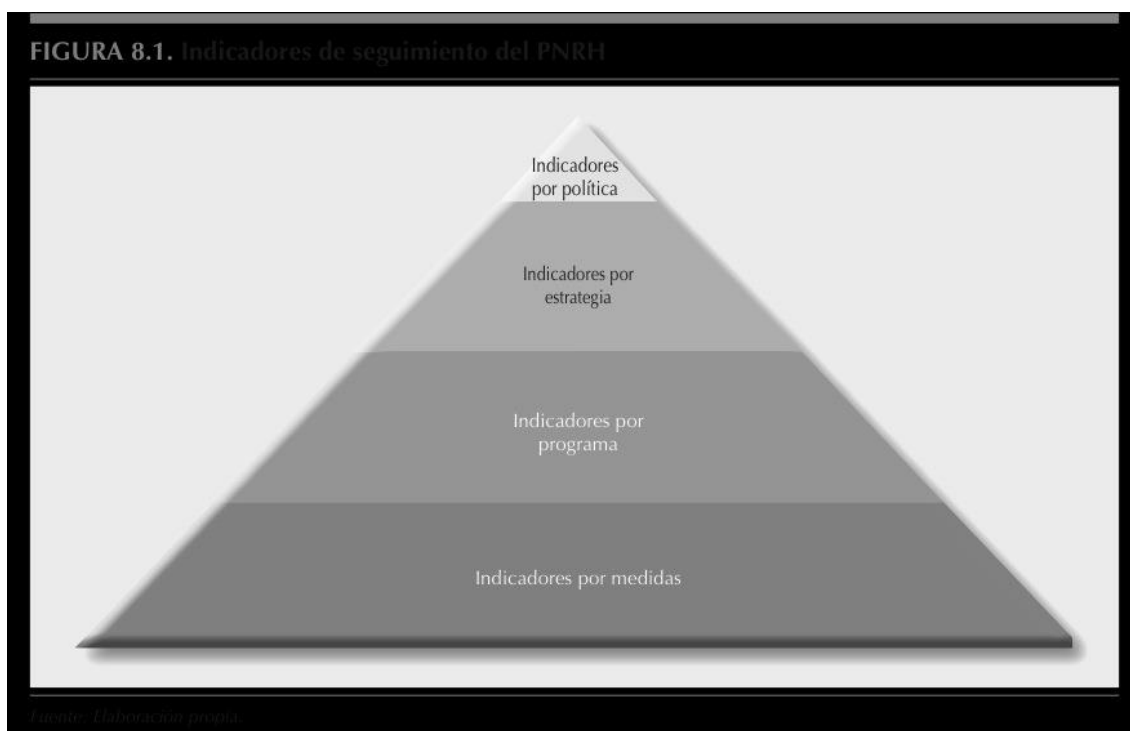 FIGURA 8.1. Indicadores de seguimiento del PNRH
Indicadores
por política
Indicadores por
estrategia
Indicadores por
programa
Indicadores por medidas
Fuente: Elaboración propia.